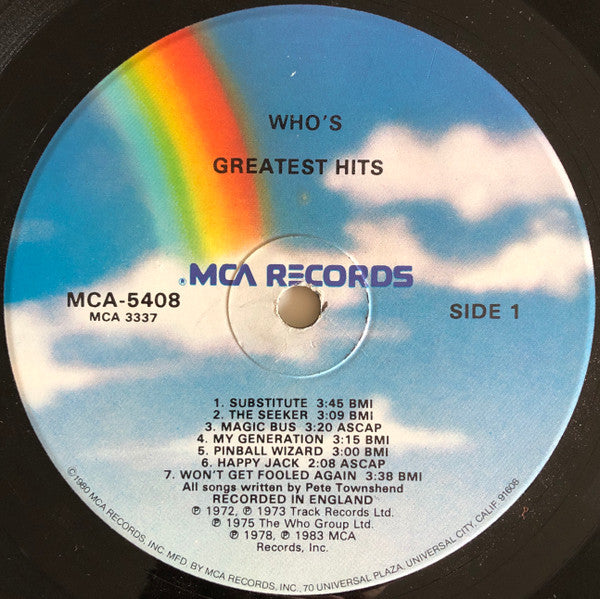 WHO'S
GREATEST HITS
®MCA RECORDS
MCA-5408
MCA 3337
SIDE 1
1. SUBSTITUTE 3:45 BMI
2. THE SEEKER 3:09 BMI
3. MAGIC BUS 3:20 ASCAP
4. MY GENERATION 3:15 BMI
5. PINBALL WIZARD 3:00 BMI
6. HAPPY JACK 2:08 ASCAP
7. WON'T GET FOOLED AGAIN 3:38 BMI
All songs written by Pete Townshend
RECORDED IN ENGLAND
℗ 1972, ℗ 1973 Track Records Ltd.
℗ 1975 The Who Group Ltd.
℗ 1978, ℗ 1983 MCA
Records, Inc.
©1980 MCA RECORDS, INC. MFD. BY MCA RECORDS, INC., 70 UNIVERSAL PLAZA, UNIVERSAL CITY, CALIF. 91608